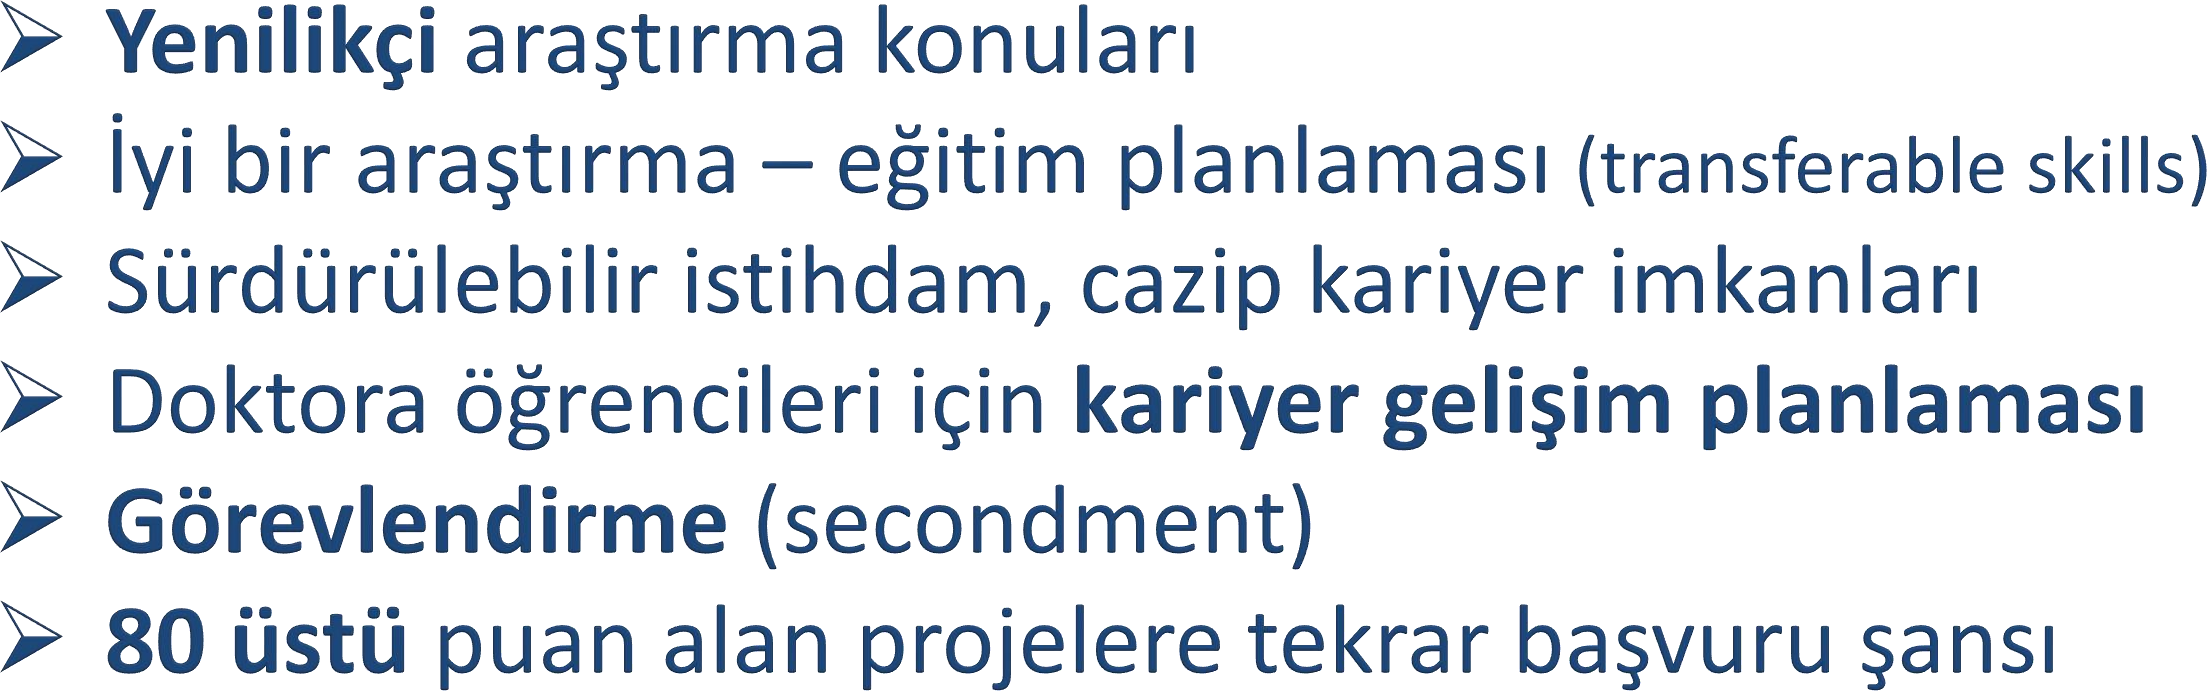 ➢ Yenilikçi araştırma konuları
➢ İyi bir araştırma – eğitim planlaması (transferable skills)
➢ Sürdürülebilir istihdam, cazip kariyer imkanları
➢ Doktora öğrencileri için kariyer gelişim planlaması
➢ Görevlendirme (secondment)
➢ 80 üstü puan alan projelere tekrar başvuru şansı